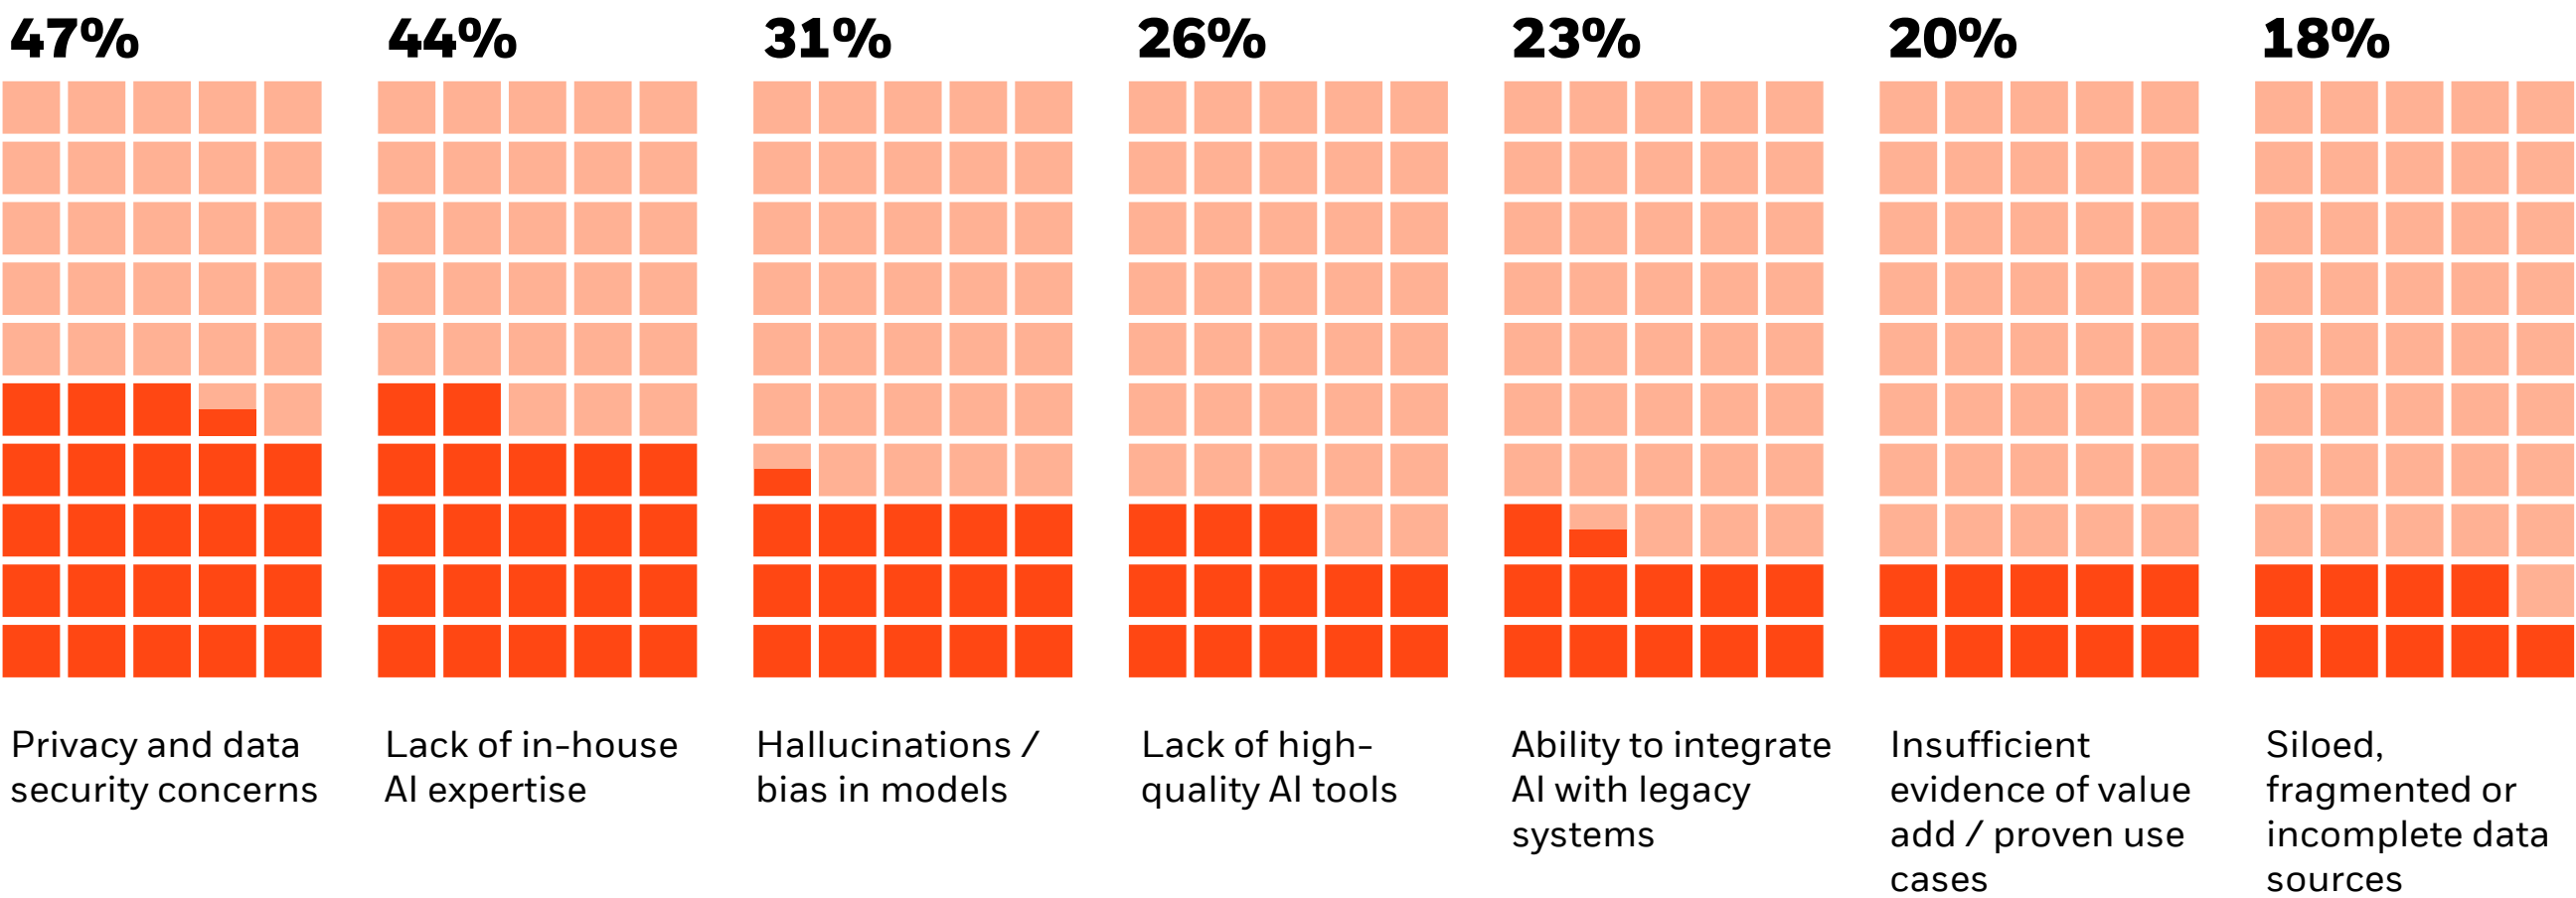 47%
44%
31%
26%
23%
20%
18%
Privacy and data
security concerns
Lack of in-house
AI expertise
Hallucinations /
bias in models
Lack of high-
quality AI tools
Ability to integrate
AI with legacy
systems
Insufficient
evidence of value
add / proven use
cases
Siloed,
fragmented or
incomplete data
sources